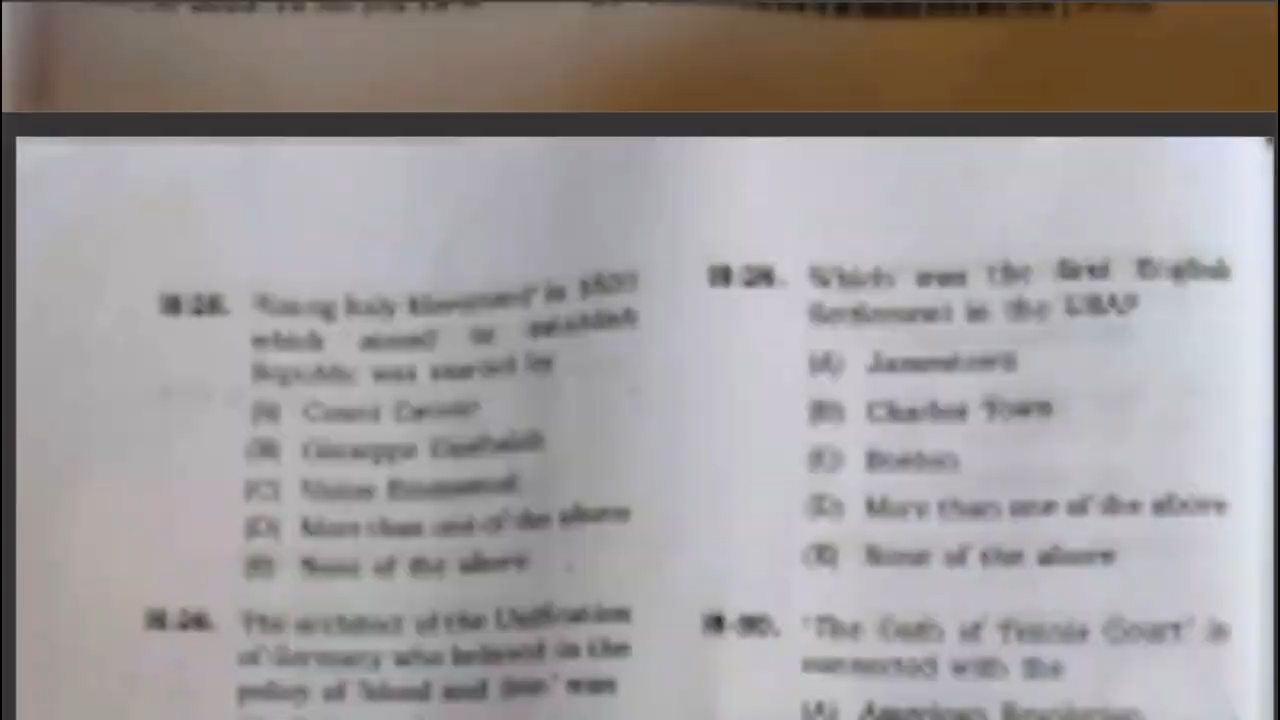 'Young Italy Movement' in
which aimed to establish
Republic was started by
(A) Count Cavour
(B) Giuseppe Garibaldi
(C) Victor Emmanuel
(D) More than one of the above
(E) None of the above
The architect of the Unification
of Germany who believed in the
policy of 'blood and iron' was
Which was the first English
Settlement in the USA?
(A) Jamestown
(B) Charles Town
(C) Boston
(D) More than one of the above
(E) None of the above
'The Oath of Tennis Court' is
connected with the
(A) American Revolution